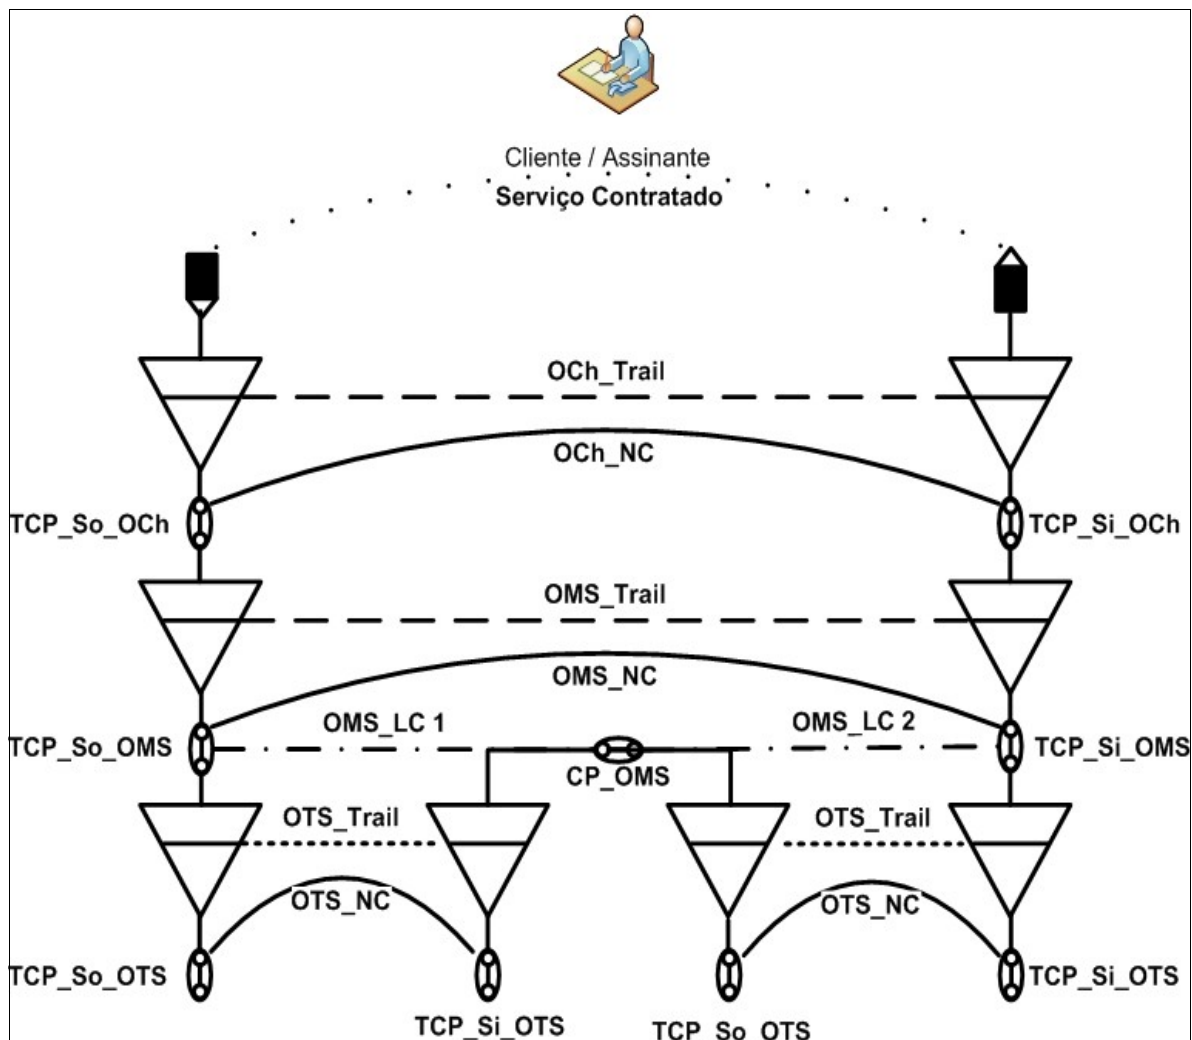 Cliente / Assinante
Serviço Contratado
OCh_Trail
OCh_NC
TCP_So_OCh
TCP_Si_OCh
OMS_Trail
OMS_NC
OMS_LC 1
OMS_LC 2
TCP_So_OMS
TCP_Si_OMS
CP_OMS
OTS_Trail
OTS_Trail
OTS_NC
OTS_NC
TCP_So_OTS
TCP_Si_OTS
TCP_Si_OTS
TCP_So_OTS